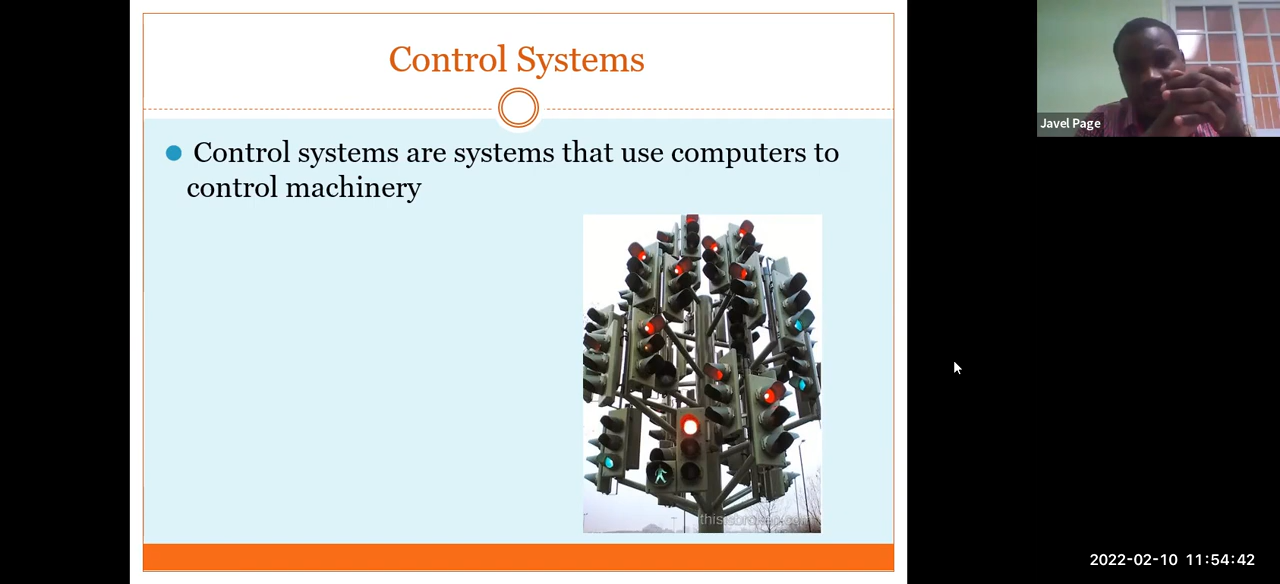 Control Systems
Control systems are systems that use computers to
control machinery
Javel Page
2022-02-10 11:54:42